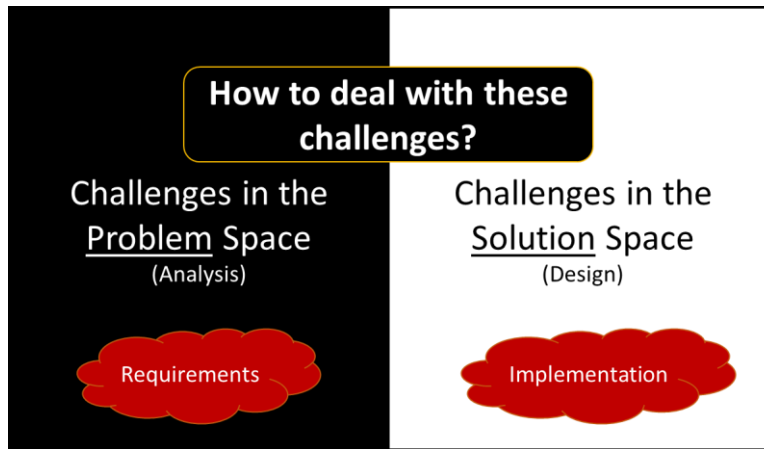 How to deal with these
challenges?
Challenges in the
Problem Space
(Analysis)
Requirements
Challenges in the
Solution Space
(Design)
Implementation